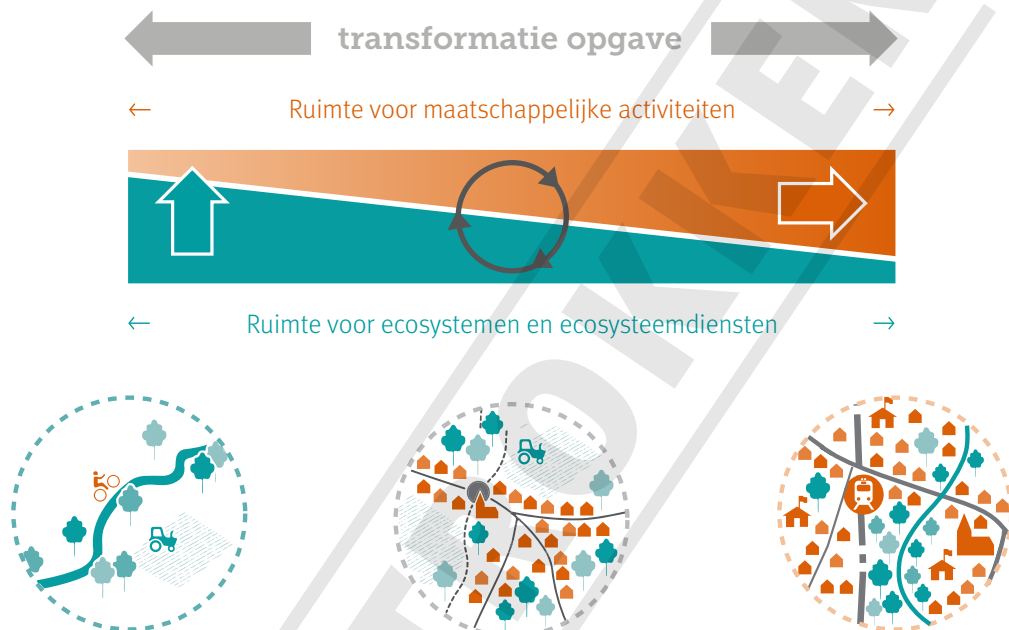 transformatie opgave
← Ruimte voor maatschappelijke activiteiten →
← Ruimte voor ecosystemen en ecosysteemdiensten →